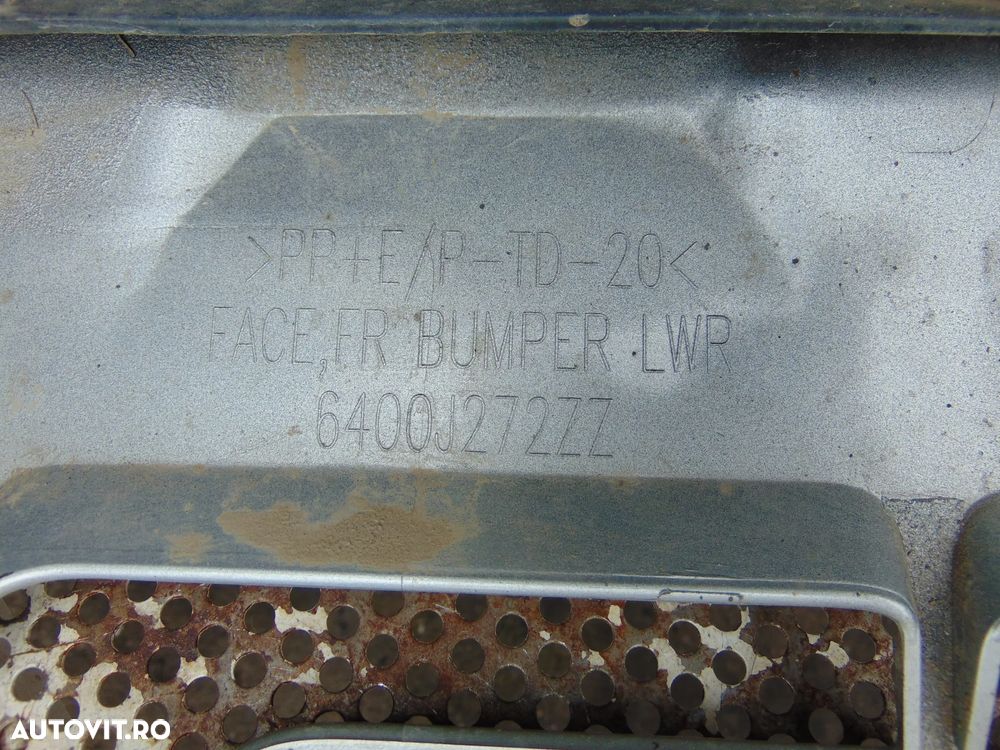 >PP+E/P-TD-20<
FACE,FR BUMPER LWR
6400J272ZZ
AUTOVIT.RO